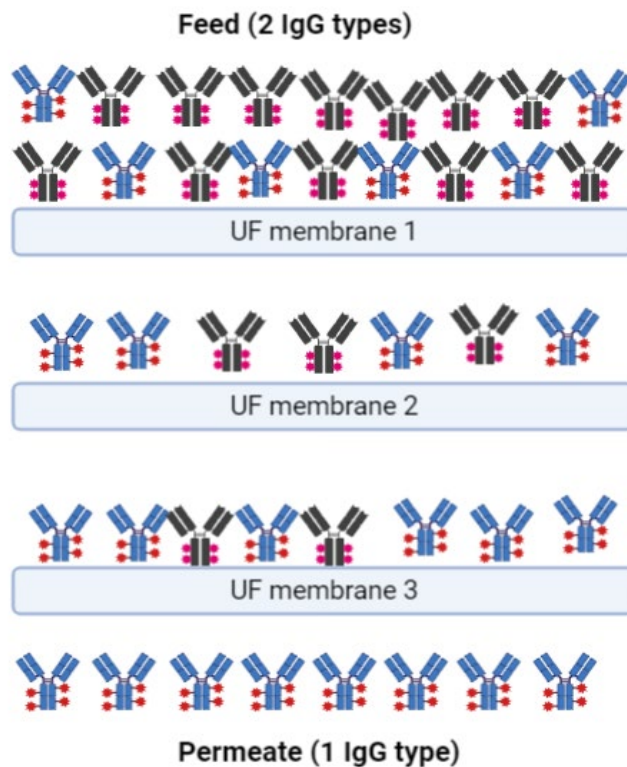 Feed (2 IgG types)
UF membrane 1
UF membrane 2
UF membrane 3
Permeate (1 IgG type)